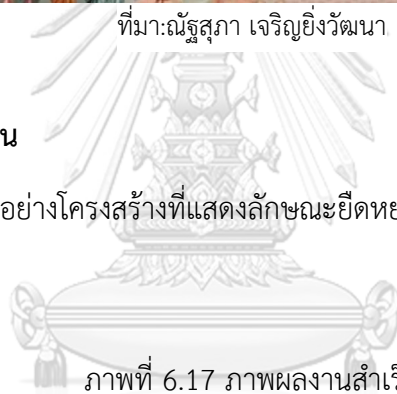 ที่มา:ณัฐสุภา เจริญยิ่งวัฒนา
น
อย่างโครงสร้างที่แสดงลักษณะยืดห
ภาพที่ 6.17 ภาพผลงานสำเร็